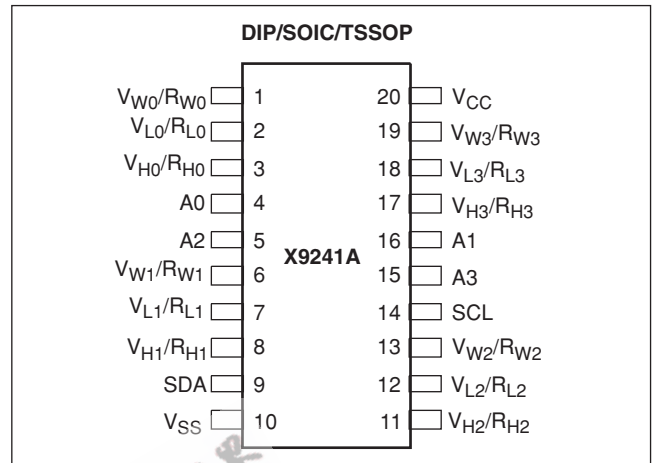 DIP/SOIC/TSSOP
VW0/RW0 1 20 VCC
VL0/RL0 2 19 VW3/RW3
VH0/RH0 3 18 VL3/RL3
A0 4 17 VH3/RH3
A2 5 16 A1
X9241A
VW1/RW1 6 15 A3
VL1/RL1 7 14 SCL
VH1/RH1 8 13 VW2/RW2
SDA 9 12 VL2/RL2
VSS 10 11 VH2/RH2